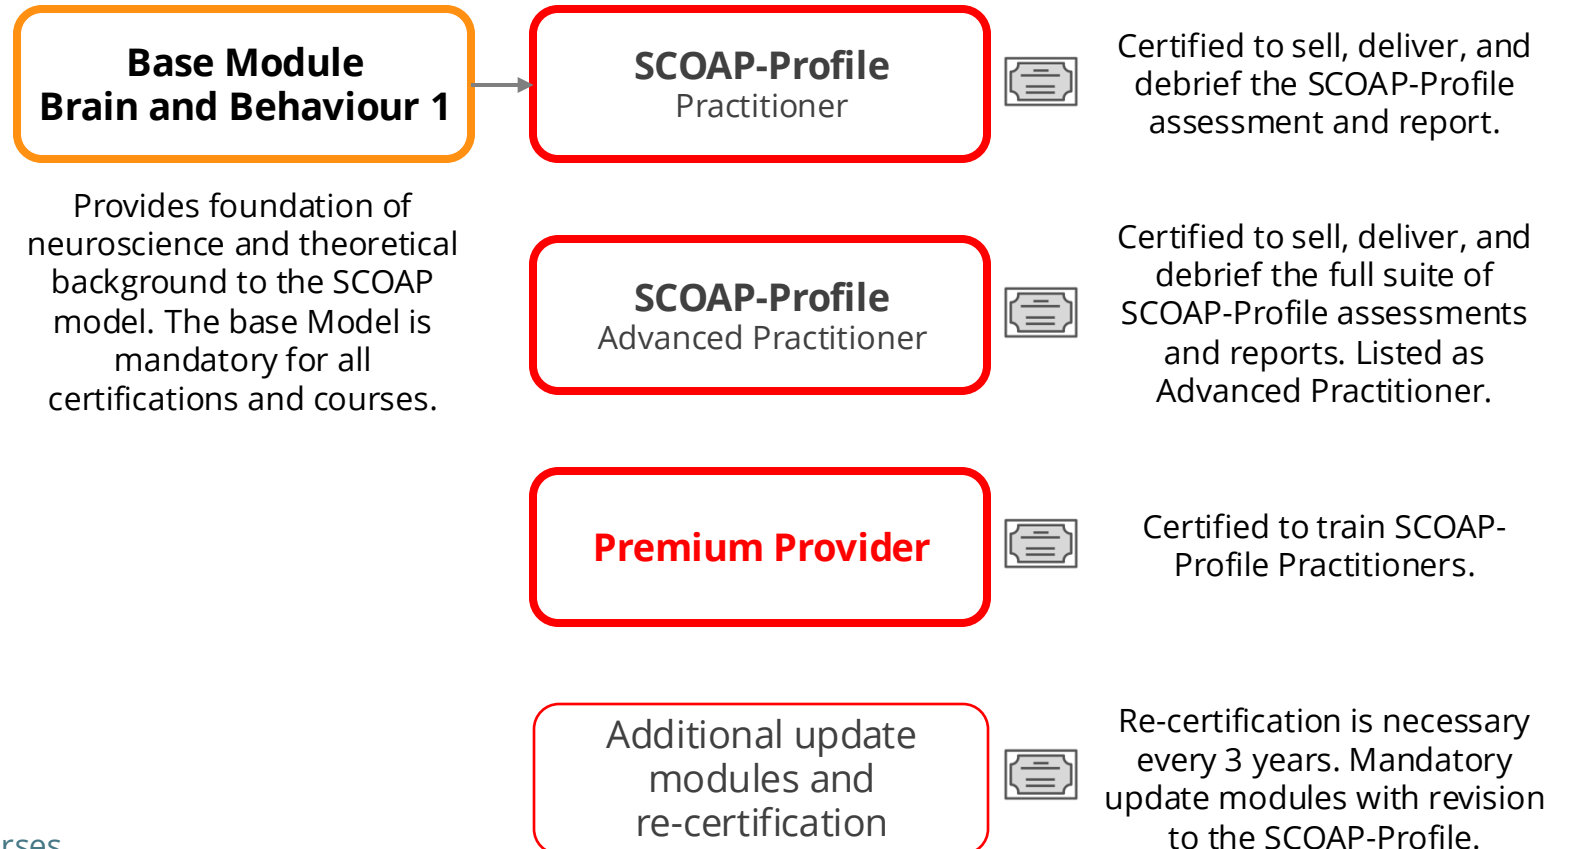 Base Module
Brain and Behaviour 1
Provides foundation of
neuroscience and theoretical
background to the SCOAP
model. The base Model is
mandatory for all
certifications and courses.
SCOAP-Profile
Practitioner
Certified to sell, deliver, and
debrief the SCOAP-Profile
assessment and report.
SCOAP-Profile
Advanced Practitioner
Certified to sell, deliver, and
debrief the full suite of
SCOAP-Profile assessments
and reports. Listed as
Advanced Practitioner.
Premium Provider
Certified to train SCOAP-
Profile Practitioners.
Additional update
modules and
re-certification
Re-certification is necessary
every 3 years. Mandatory
update modules with revision
to the SCOAP-Profile.